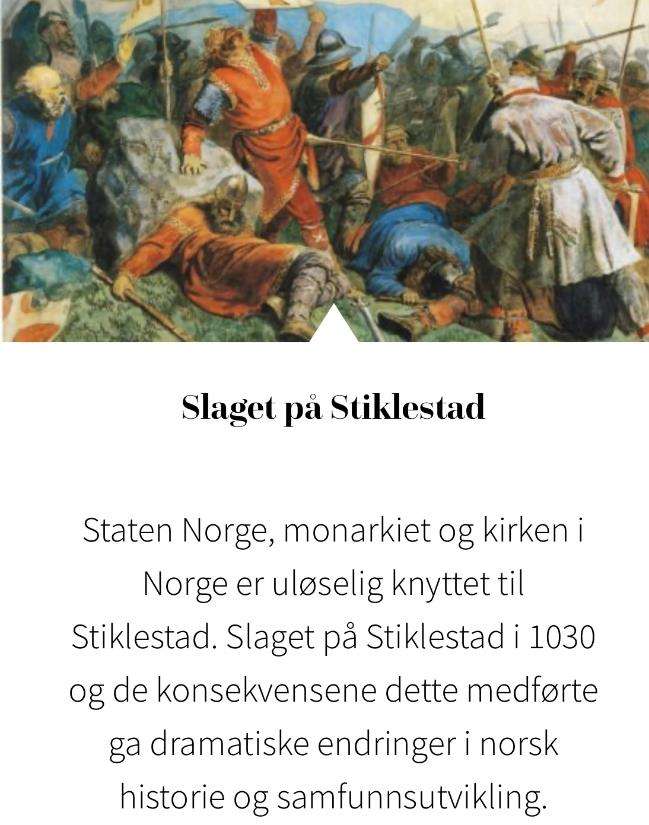 Slaget på Stiklestad
Staten Norge, monarkiet og kirken i
Norge er uløselig knyttet til
Stiklestad. Slaget på Stiklestad i 1030
og de konsekvensene dette medførte
ga dramatiske endringer i norsk
historie og samfunnsutvikling.